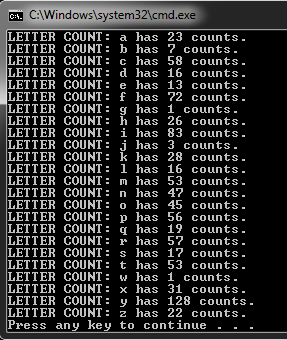 C:\Windows\system32\cmd.exe
LETTER COUNT: a has 23 counts.
LETTER COUNT: b has 7 counts.
LETTER COUNT: c has 58 counts.
LETTER COUNT: d has 16 counts.
LETTER COUNT: e has 13 counts.
LETTER COUNT: f has 72 counts.
LETTER COUNT: g has 1 counts.
LETTER COUNT: h has 26 counts.
LETTER COUNT: i has 83 counts.
LETTER COUNT: j has 3 counts.
LETTER COUNT: k has 28 counts.
LETTER COUNT: l has 16 counts.
LETTER COUNT: m has 53 counts.
LETTER COUNT: n has 47 counts.
LETTER COUNT: o has 45 counts.
LETTER COUNT: p has 56 counts.
LETTER COUNT: q has 19 counts.
LETTER COUNT: r has 57 counts.
LETTER COUNT: s has 17 counts.
LETTER COUNT: t has 53 counts.
LETTER COUNT: w has 1 counts.
LETTER COUNT: x has 31 counts.
LETTER COUNT: y has 128 counts.
LETTER COUNT: z has 22 counts.
Press any key to continue . . .